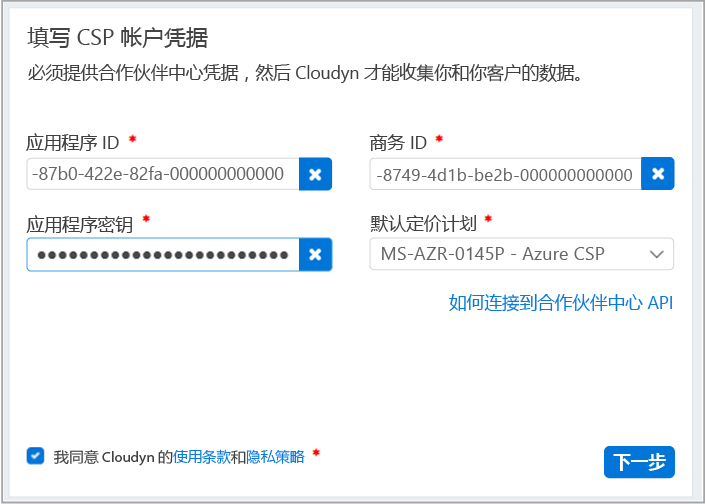 填写 CSP 帐户凭据
必须提供合作伙伴中心凭据，然后 Cloudyn 才能收集你和你客户的数据。
应用程序 ID *
商务 ID *
-87b0-422e-82fa-000000000000
-8749-4d1b-be2b-000000000000
应用程序密钥 *
默认定价计划 *
●●●●●●●●●●●●●●●●●●●●●●●●
MS-AZR-0145P - Azure CSP
如何连接到合作伙伴中心 API
我同意 Cloudyn 的使用条款和隐私策略 *
下一步